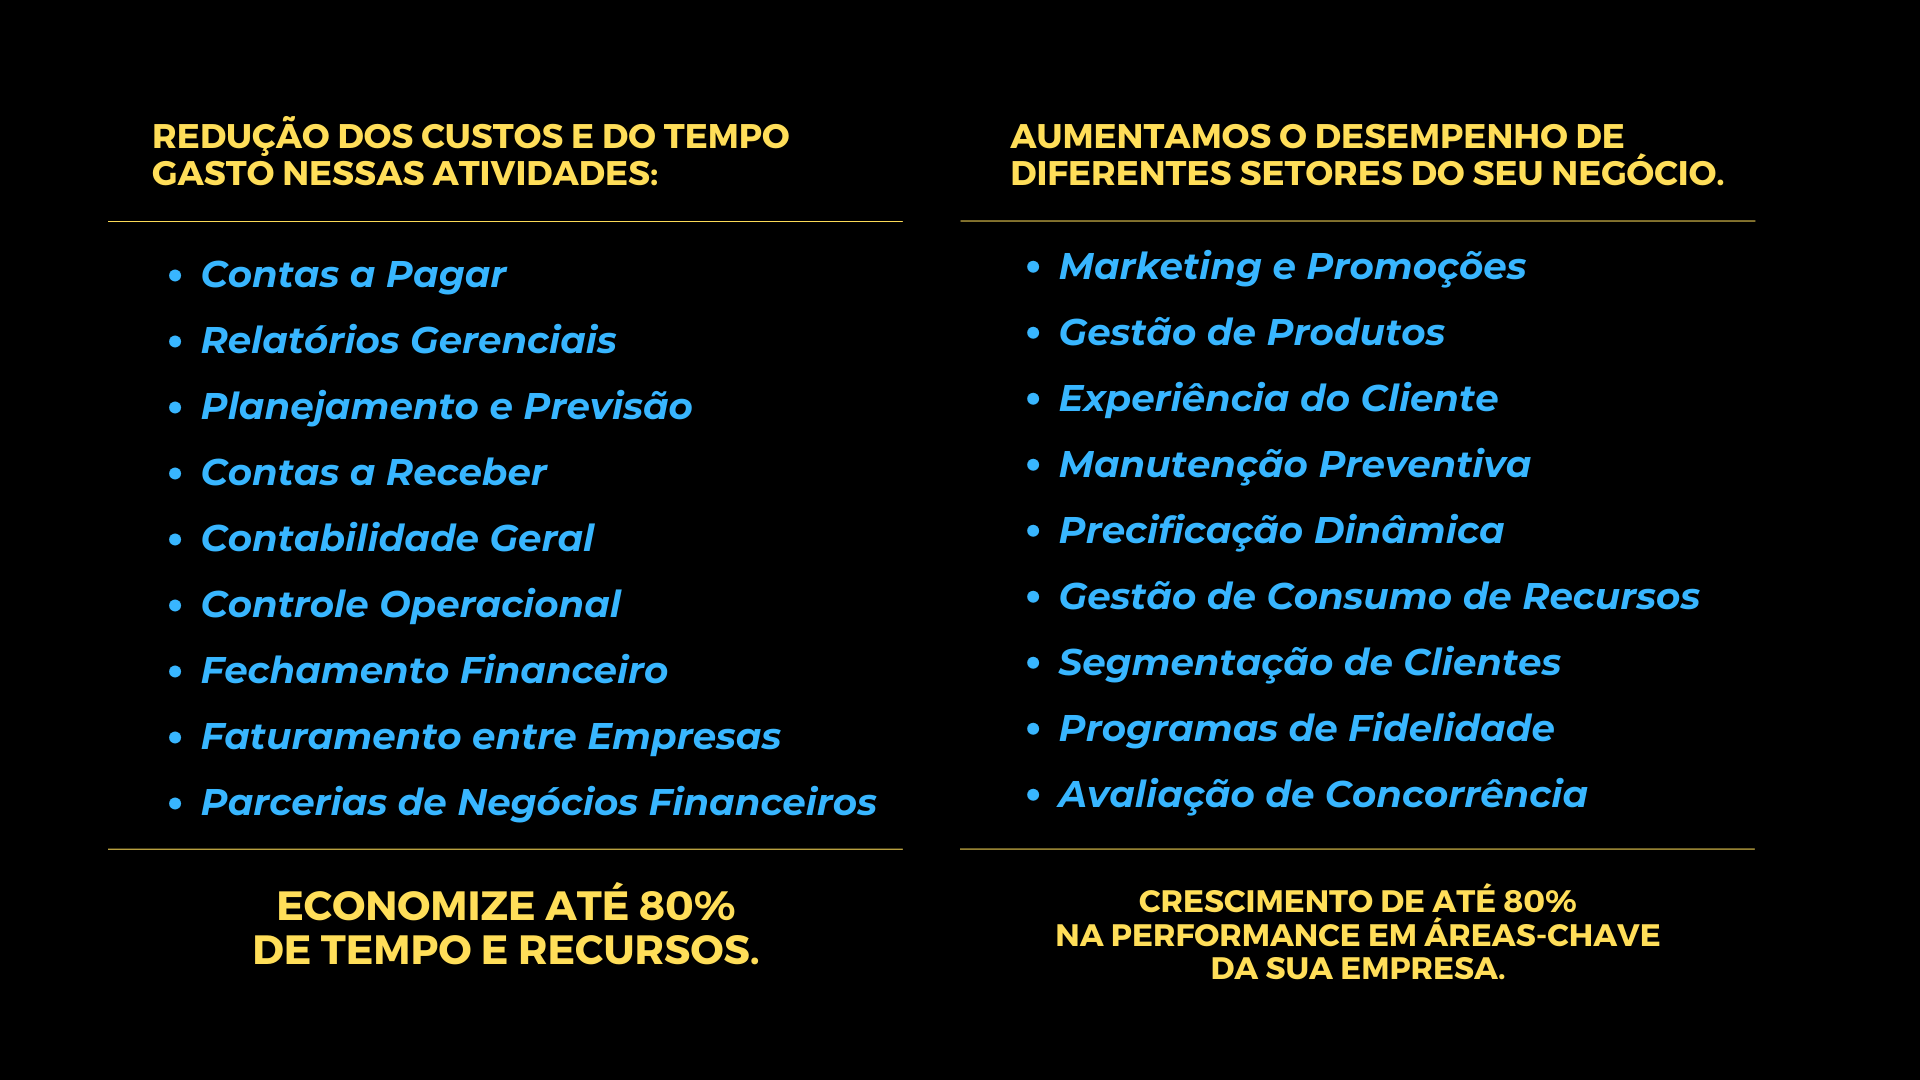 REDUÇÃO DOS CUSTOS E DO TEMPO
GASTO NESSAS ATIVIDADES:
• Contas a Pagar
• Relatórios Gerenciais
• Planejamento e Previsão
• Contas a Receber
• Contabilidade Geral
• Controle Operacional
• Fechamento Financeiro
• Faturamento entre Empresas
• Parcerias de Negócios Financeiros
ECONOMIZE ATÉ 80%
DE TEMPO E RECURSOS.
AUMENTAMOS O DESEMPENHO DE
DIFERENTES SETORES DO SEU NEGÓCIO.
• Marketing e Promoções
• Gestão de Produtos
• Experiência do Cliente
• Manutenção Preventiva
• Precificação Dinâmica
• Gestão de Consumo de Recursos
• Segmentação de Clientes
• Programas de Fidelidade
• Avaliação de Concorrência
CRESCIMENTO DE ATÉ 80%
NA PERFORMANCE EM ÁREAS-CHAVE
DA SUA EMPRESA.